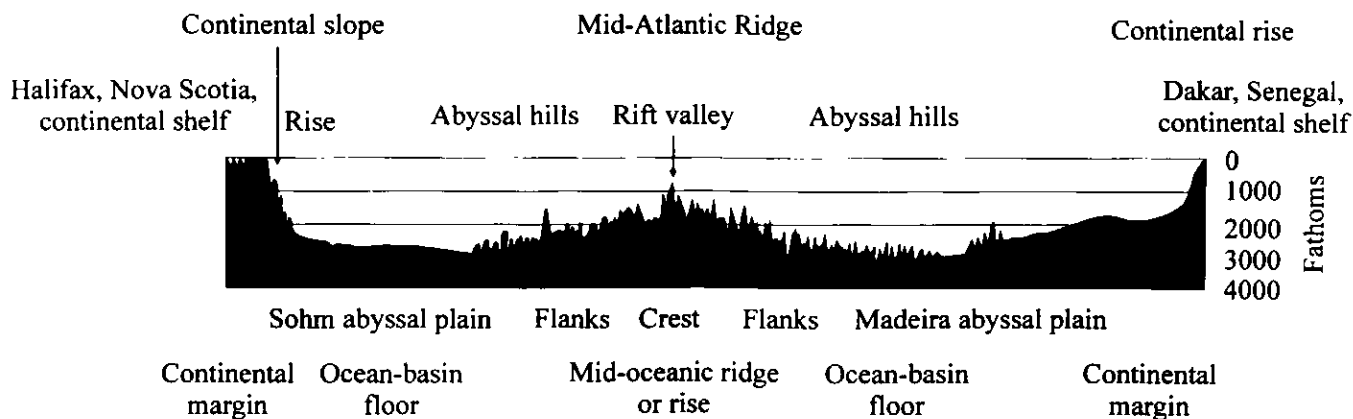 Continental slope
Mid-Atlantic Ridge
Continental rise
Halifax, Nova Scotia,
continental shelf
Rise
Abyssal hills
Rift valley
Abyssal hills
Dakar, Senegal,
continental shelf
0
1000
2000
3000
4000
Fathoms
Sohm abyssal plain
Flanks
Crest
Flanks
Madeira abyssal plain
Continental
margin
Ocean-basin
floor
Mid-oceanic ridge
or rise
Ocean-basin
floor
Continental
margin